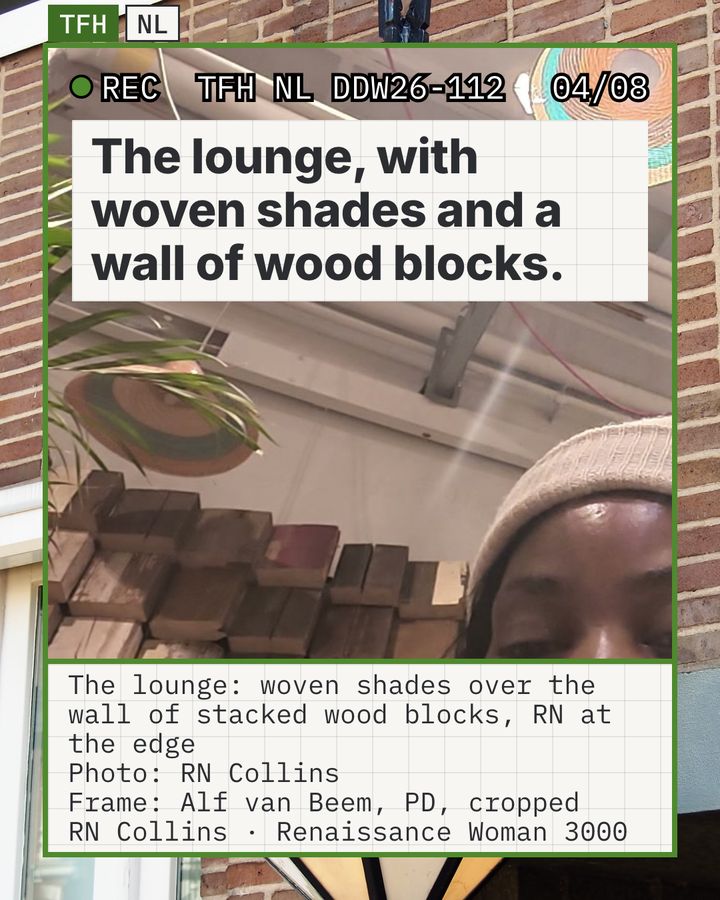 TFH NL
REC TFH NL DDW26-112 04/08
The lounge, with
woven shades and a
wall of wood blocks.
The lounge: woven shades over the
wall of stacked wood blocks, RN at
the edge
Photo: RN Collins
Frame: Alf van Beem, PD, cropped
RN Collins · Renaissance Woman 3000